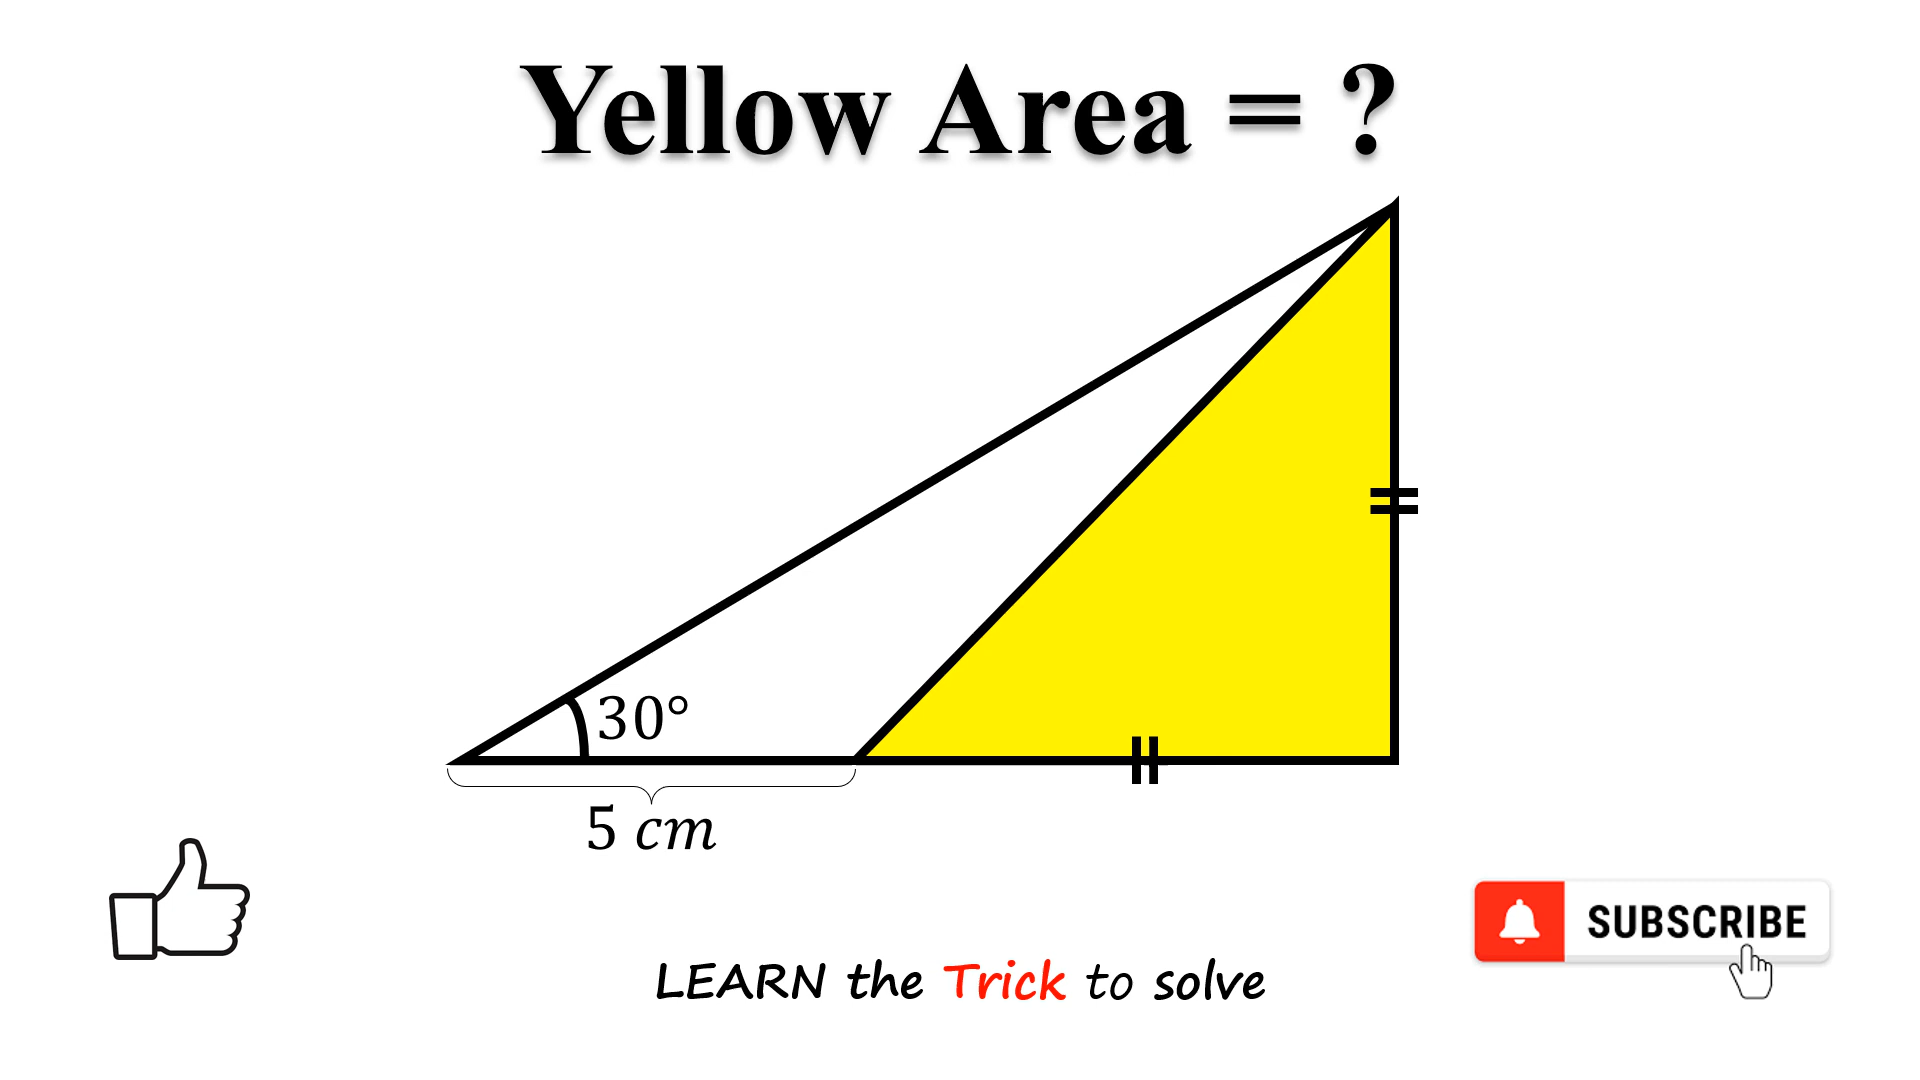 Yellow Area = ?
30°
5 cm
SUBSCRIBE
LEARN the Trick to solve